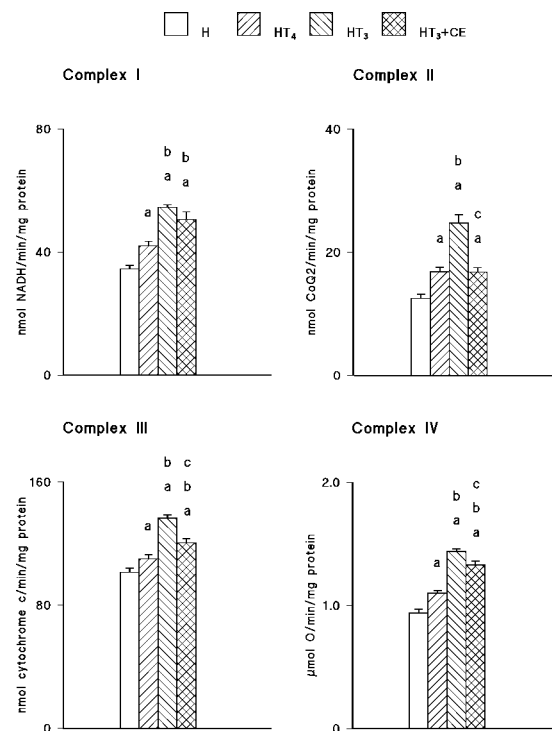 H HT₄ HT₃ HT₃+CE
Complex I
nmol NADH/min/mg protein
80
40
0
a
b
a
b
a
Complex II
nmol CoQ2/min/mg protein
40
20
0
a
b
a
c
a
Complex III
nmol cytochrome c/min/mg protein
160
80
0
a
b
a
c
b
a
Complex IV
µmol O/min/mg protein
2.0
1.0
0
a
b
a
c
b
a